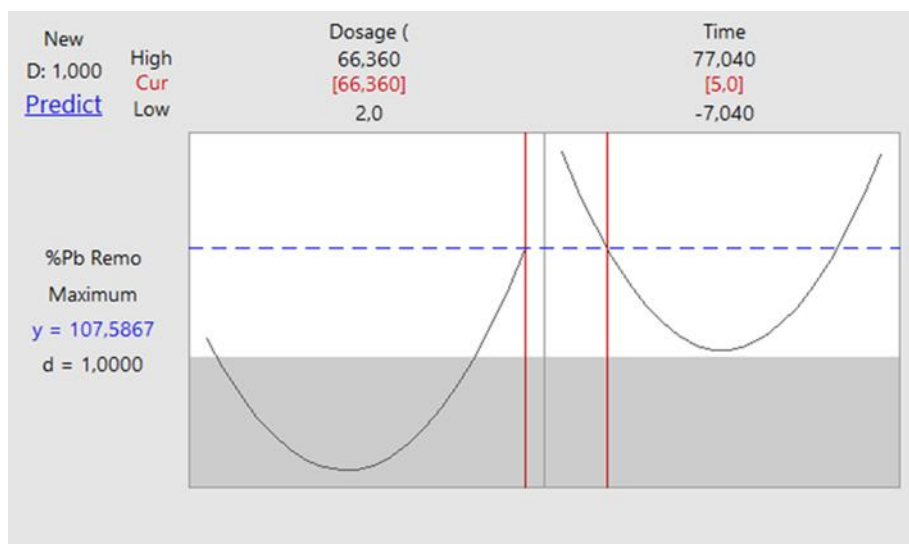 New
D: 1,000
Predict
High
Cur
Low
Dosage (
66,360
[66,360]
2,0
Time
77,040
[5,0]
-7,040
%Pb Remo
Maximum
y = 107,5867
d = 1,0000